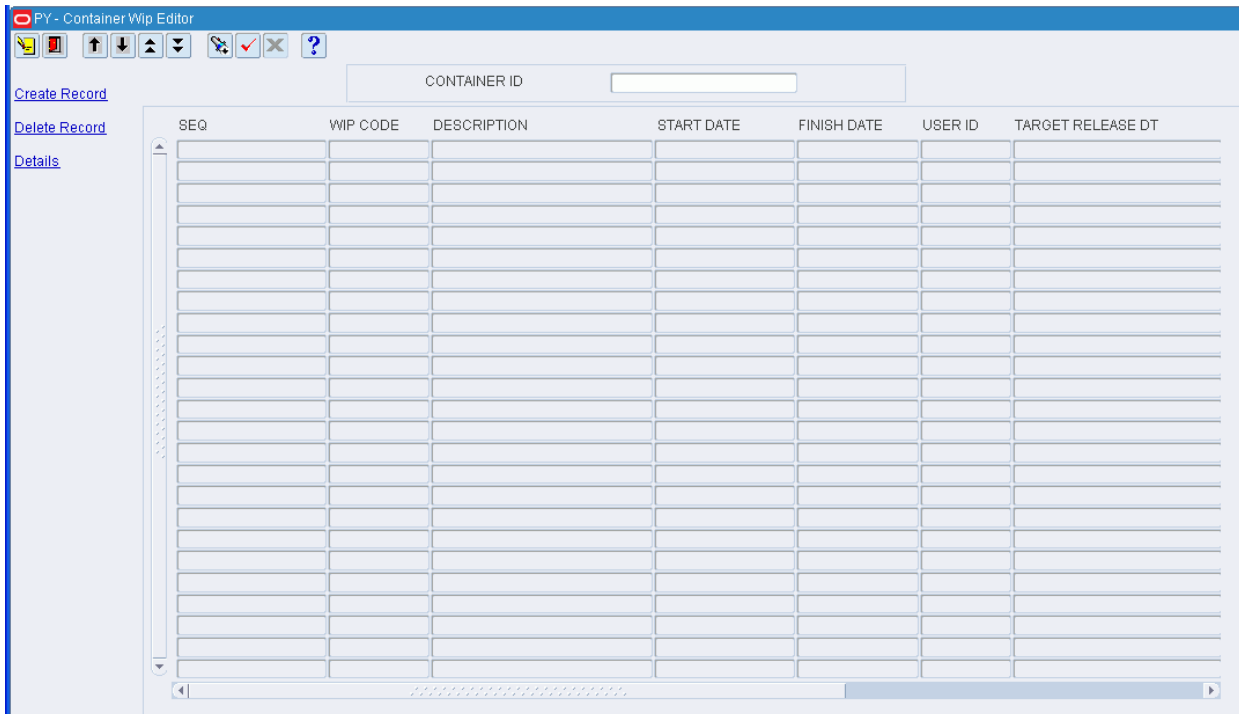 PY - Container Wip Editor
?
CONTAINER ID
Create Record
Delete Record
Details
SEQ WIP CODE DESCRIPTION START DATE FINISH DATE USER ID TARGET RELEASE DT